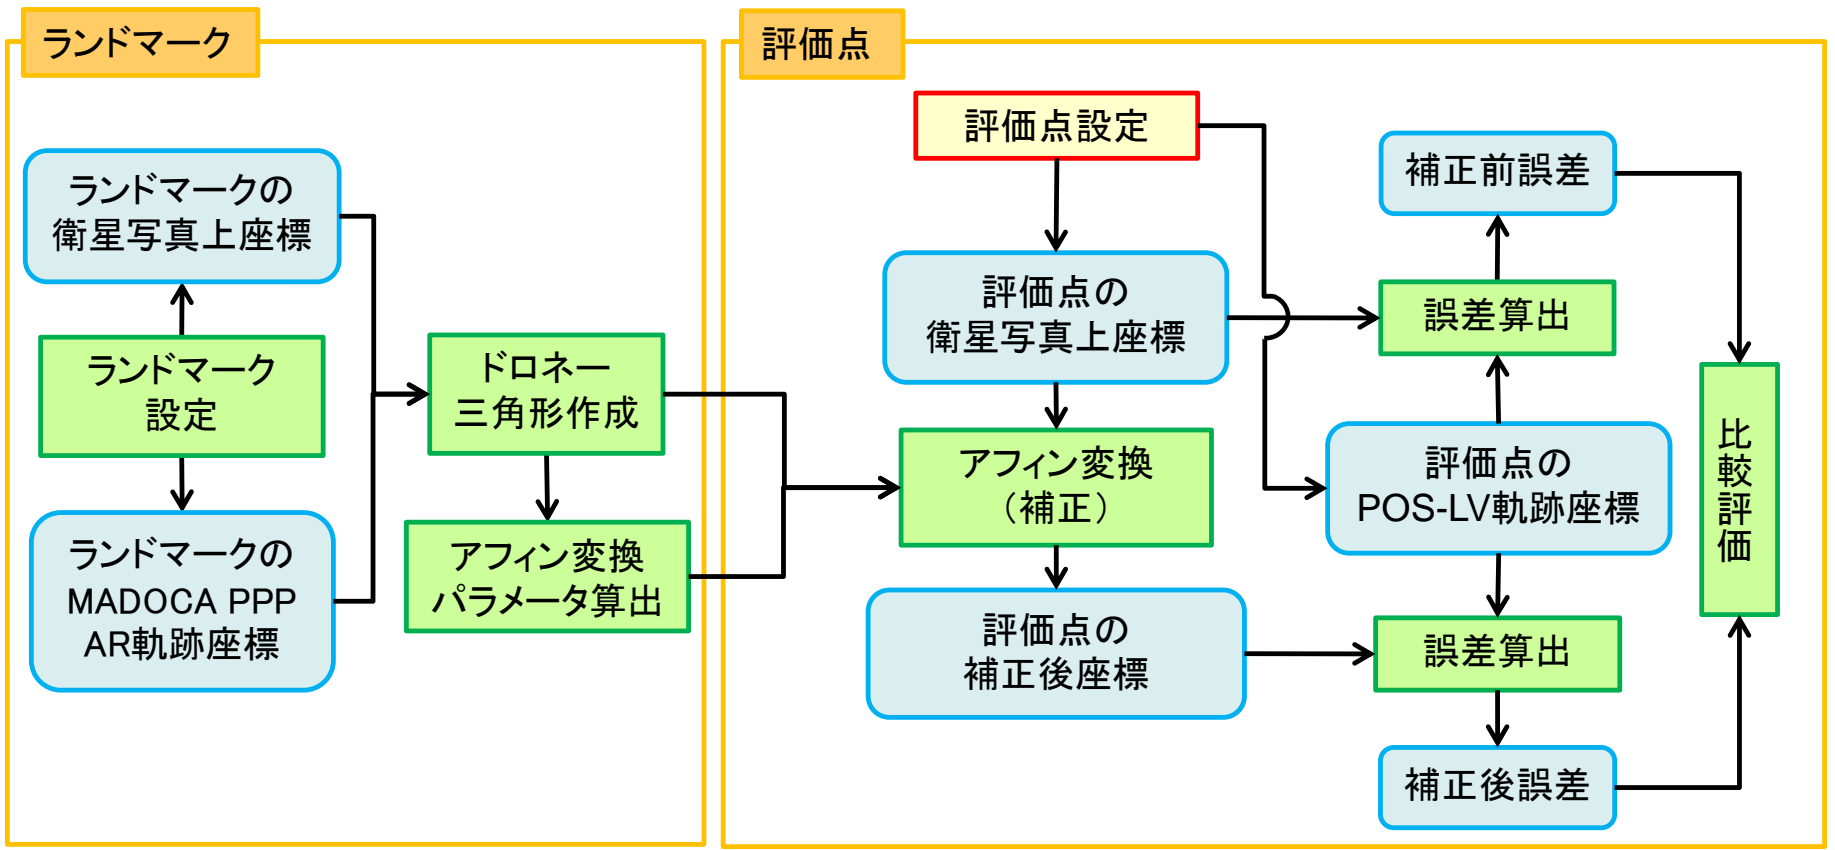 ランドマーク
ランドマークの
衛星写真上座標
ランドマーク
設定
ランドマークの
MADOCA PPP
AR軌跡座標
ドロネー
三角形作成
アフィン変換
パラメータ算出
評価点
評価点設定
評価点の
衛星写真上座標
アフィン変換
（補正）
評価点の
補正後座標
補正前誤差
誤差算出
評価点の
POS-LV軌跡座標
誤差算出
補正後誤差
比較評価